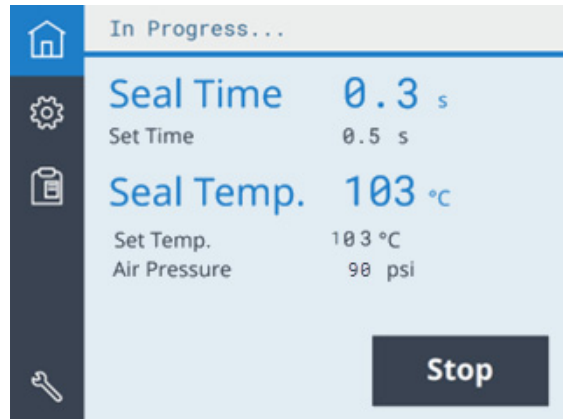 In Progress...
Seal Time 0.3 s
Set Time 0.5 s
Seal Temp. 103 °C
Set Temp. 103 °C
Air Pressure 90 psi
Stop